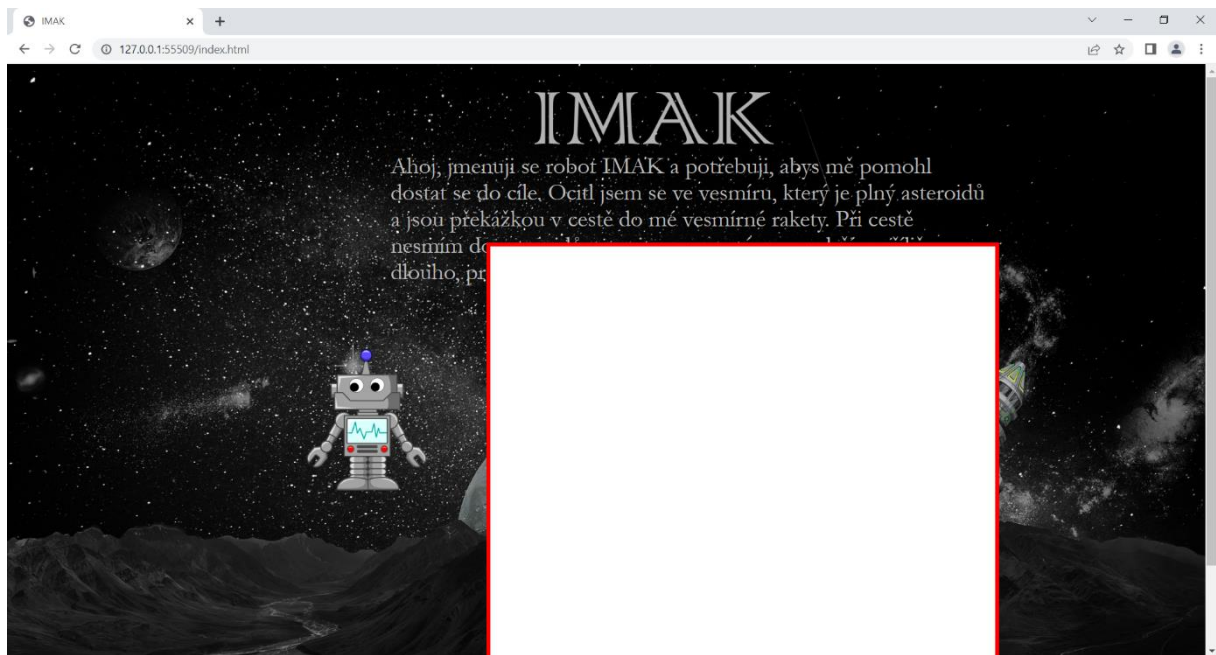 IMAK
127.0.0.1:55509/index.html
IMAK
Ahoj, jmenuji se robot IMAK a potřebuji, abys mě pomohl
dostat se do cíle. Ocitl jsem se ve vesmíru, který je plný asteroidů
a jsou překážkou v cestě do mé vesmírné rakety. Při cestě
nesmím
dlouho,